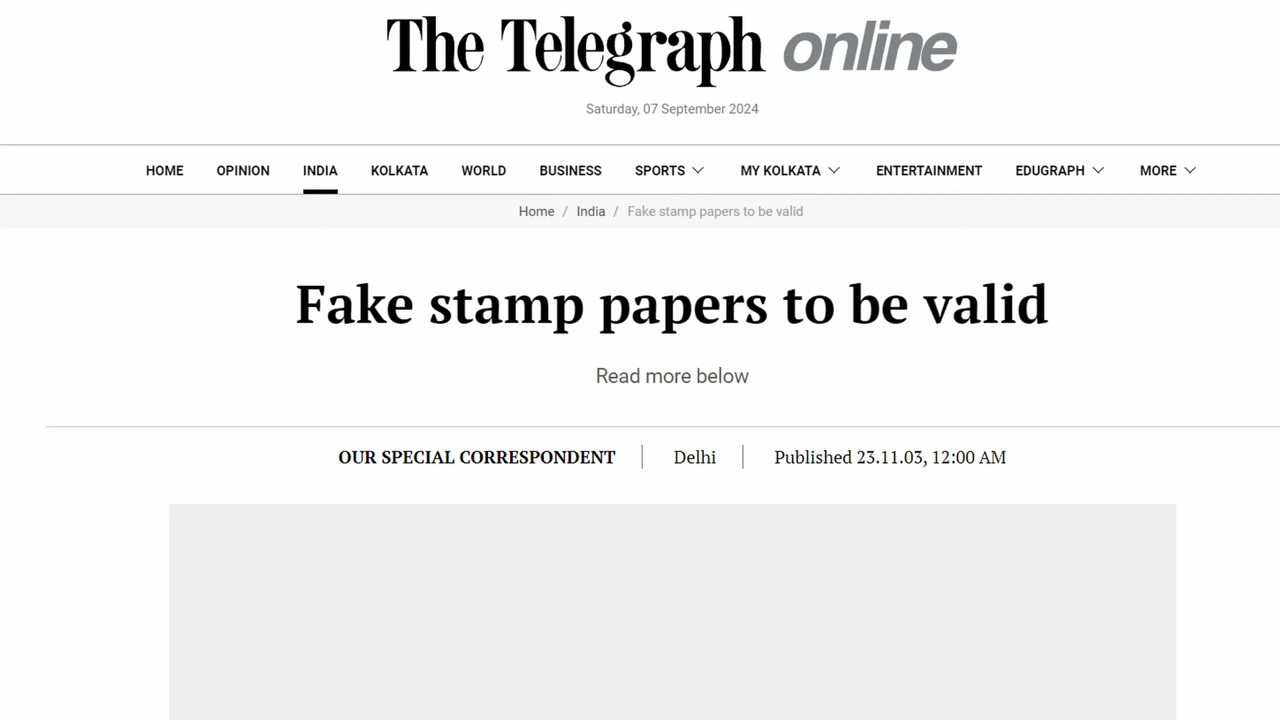 The Telegraph online
Saturday, 07 September 2024
HOME OPINION INDIA KOLKATA WORLD BUSINESS SPORTS MY KOLKATA ENTERTAINMENT EDUGRAPH MORE
Home / India / Fake stamp papers to be valid
Fake stamp papers to be valid
Read more below
OUR SPECIAL CORRESPONDENT | Delhi | Published 23.11.03, 12:00 AM